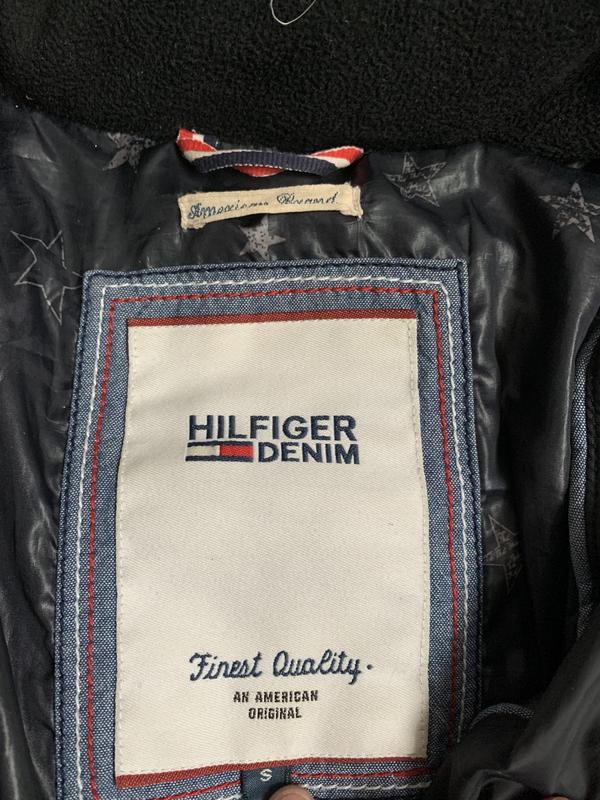 American Brand
HILFIGER
DENIM
Finest Quality.
AN AMERICAN
ORIGINAL
S